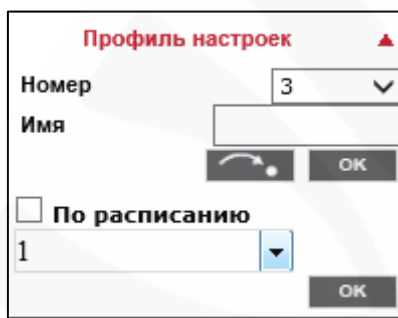 Профиль настроек
Номер 3
Имя
OK
По расписанию
1
OK